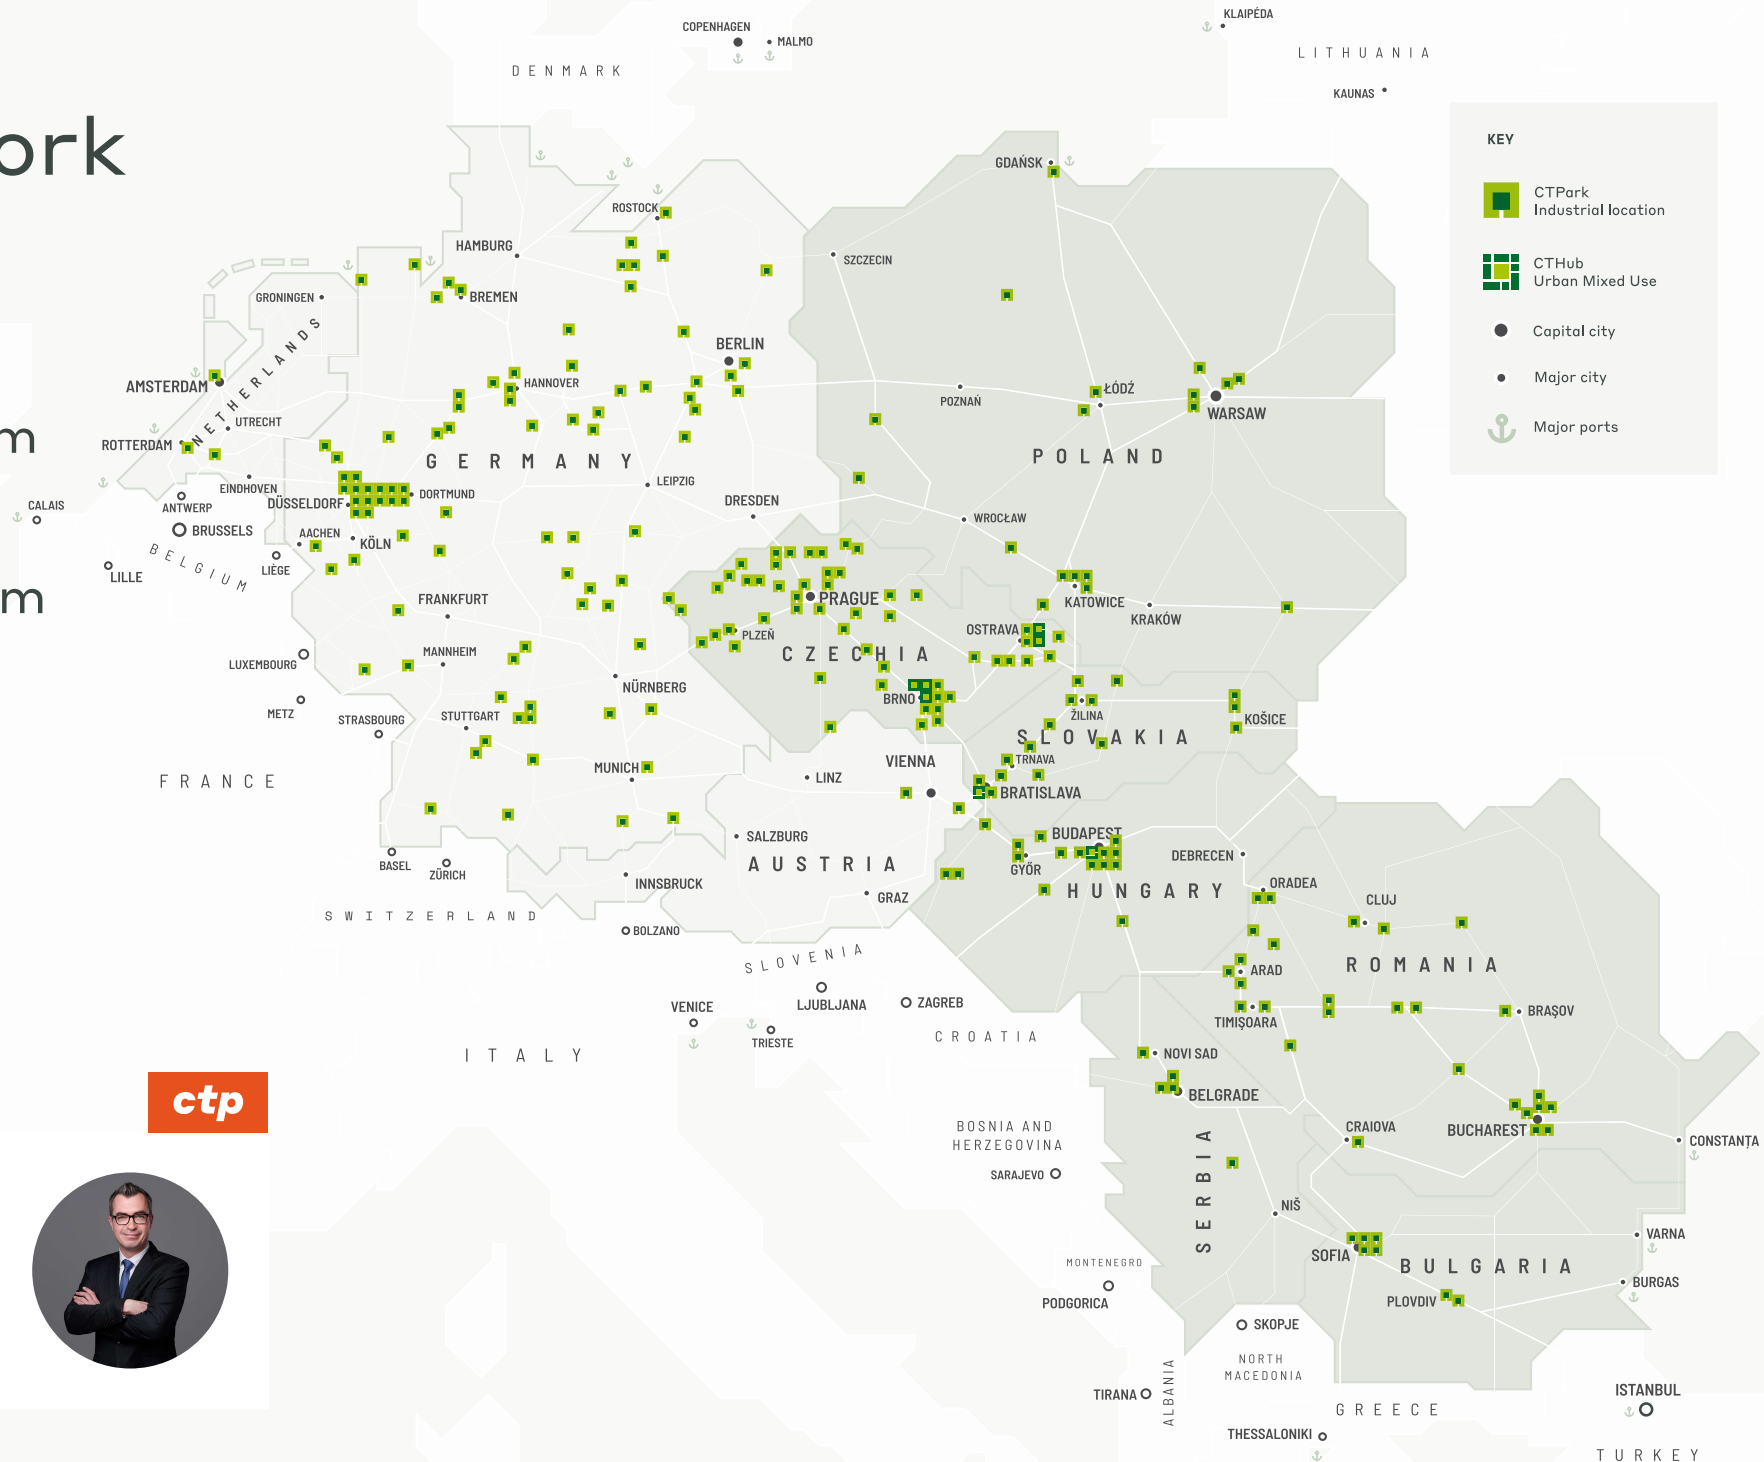 ork
m
m
KEY
CTPark
Industrial location
CTHub
Urban Mixed Use
Capital city
Major city
Major ports
COPENHAGEN
MALMO
DENMARK
KLAIPÉDA
LITHUANIA
KAUNAS
GDAŃSK
ROSTOCK
HAMBURG
SZCZECIN
GRONINGEN
BREMEN
NETHERLANDS
BERLIN
AMSTERDAM
HANNOVER
POZNAŃ
ŁÓDŹ
WARSAW
UTRECHT
ROTTERDAM
GERMANY
POLAND
EINDHOVEN
DÜSSELDORF
DORTMUND
LEIPZIG
CALAIS
ANTWERP
DRESDEN
WROCŁAW
BRUSSELS
AACHEN
KÖLN
BELGIUM
LIÈGE
LILLE
FRANKFURT
PRAGUE
KATOWICE
KRAKÓW
OSTRAVA
PLZEŇ
CZECHIA
LUXEMBOURG
MANNHEIM
NÜRNBERG
BRNO
METZ
STRASBOURG
STUTTGART
ŽILINA
KOŠICE
SLOVAKIA
VIENNA
TRNAVA
FRANCE
MUNICH
LINZ
BRATISLAVA
SALZBURG
BUDAPEST
AUSTRIA
BASEL
ZÜRICH
GYŐR
DEBRECEN
INNSBRUCK
GRAZ
HUNGARY
ORADEA
CLUJ
SWITZERLAND
BOLZANO
SLOVENIA
ROMANIA
ARAD
VENICE
LJUBLJANA
ZAGREB
TIMIŞOARA
BRAŞOV
TRIESTE
CROATIA
ITALY
NOVI SAD
BELGRADE
ctp
BOSNIA AND
HERZEGOVINA
CRAIOVA
BUCHAREST
CONSTANȚA
SARAJEVO
SERBIA
NIŠ
SOFIA
VARNA
BULGARIA
MONTENEGRO
BURGAS
PODGORICA
PLOVDIV
SKOPJE
NORTH
MACEDONIA
TIRANA
ALBANIA
ISTANBUL
GREECE
THESSALONIKI
TURKEY